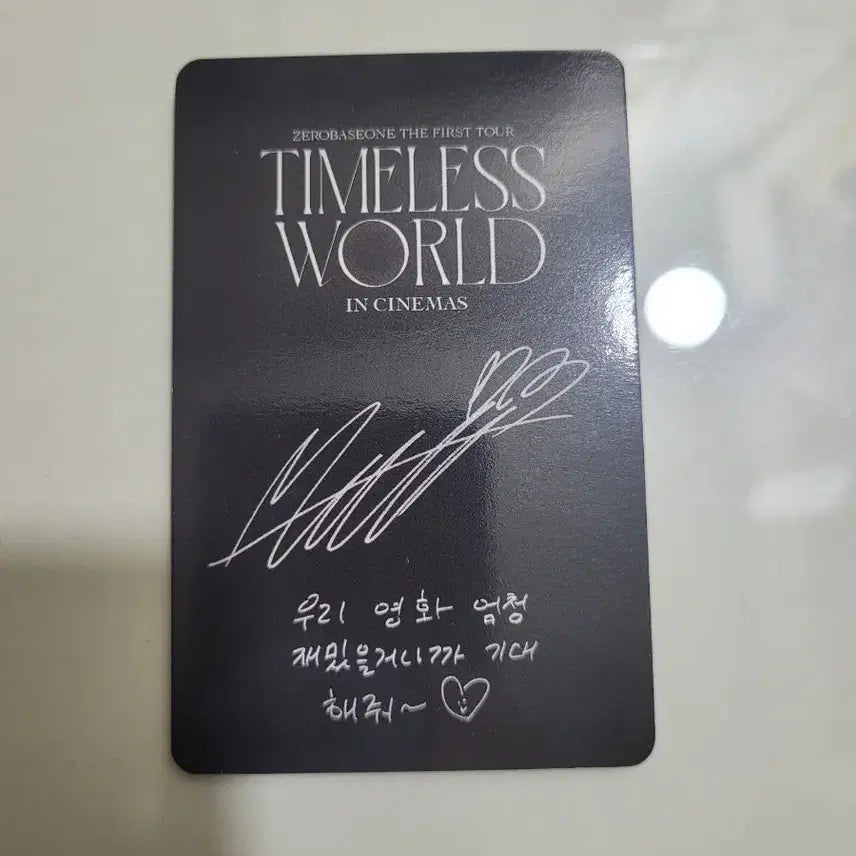 ZEROBASEONE THE FIRST TOUR
TIMELESS
WORLD
IN CINEMAS
우리 영화 엄청
재밌을거니까 기대
해줘~